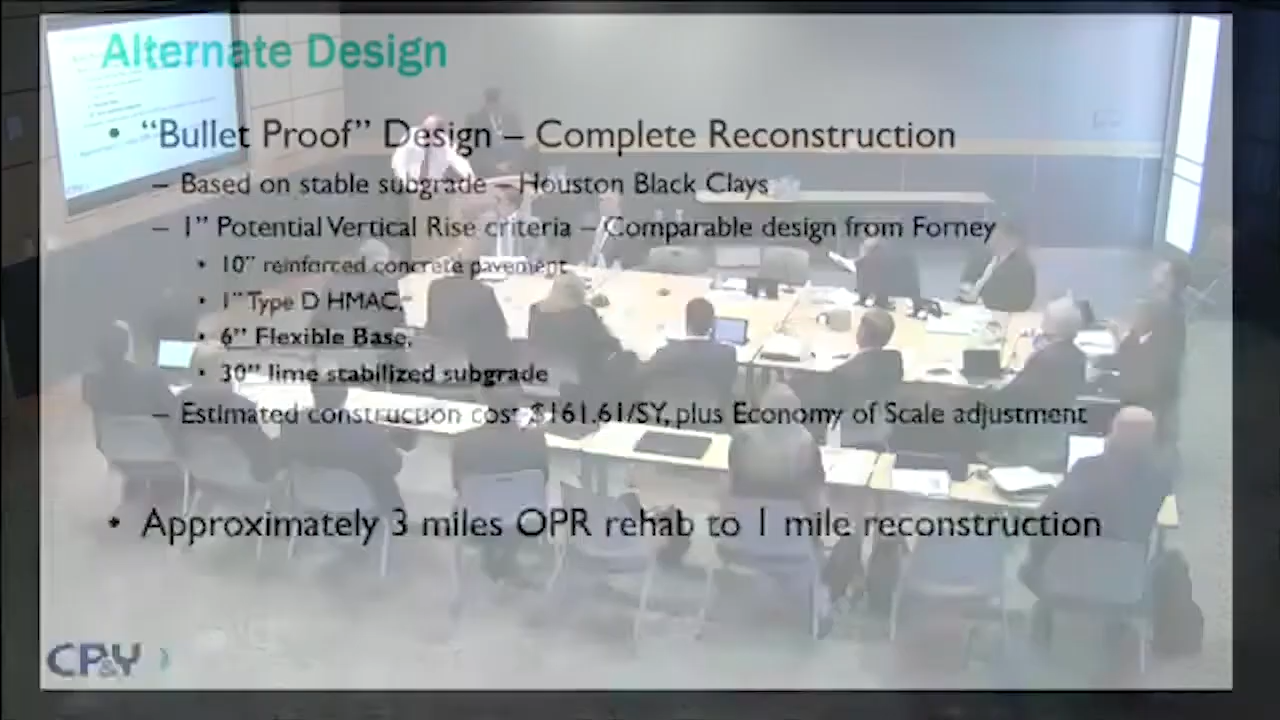 Alternate Design
• “Bullet Proof” Design – Complete Reconstruction
– Based on stable subgrade – Houston Black Clays
– 1” Potential Vertical Rise criteria – Comparable design from Forney
• 10” reinforced concrete pavement
• 1” Type D HMAC,
• 6” Flexible Base,
• 30” lime stabilized subgrade
– Estimated construction cost $161.61/SY, plus Economy of Scale adjustment
• Approximately 3 miles OPR rehab to 1 mile reconstruction
CP&Y